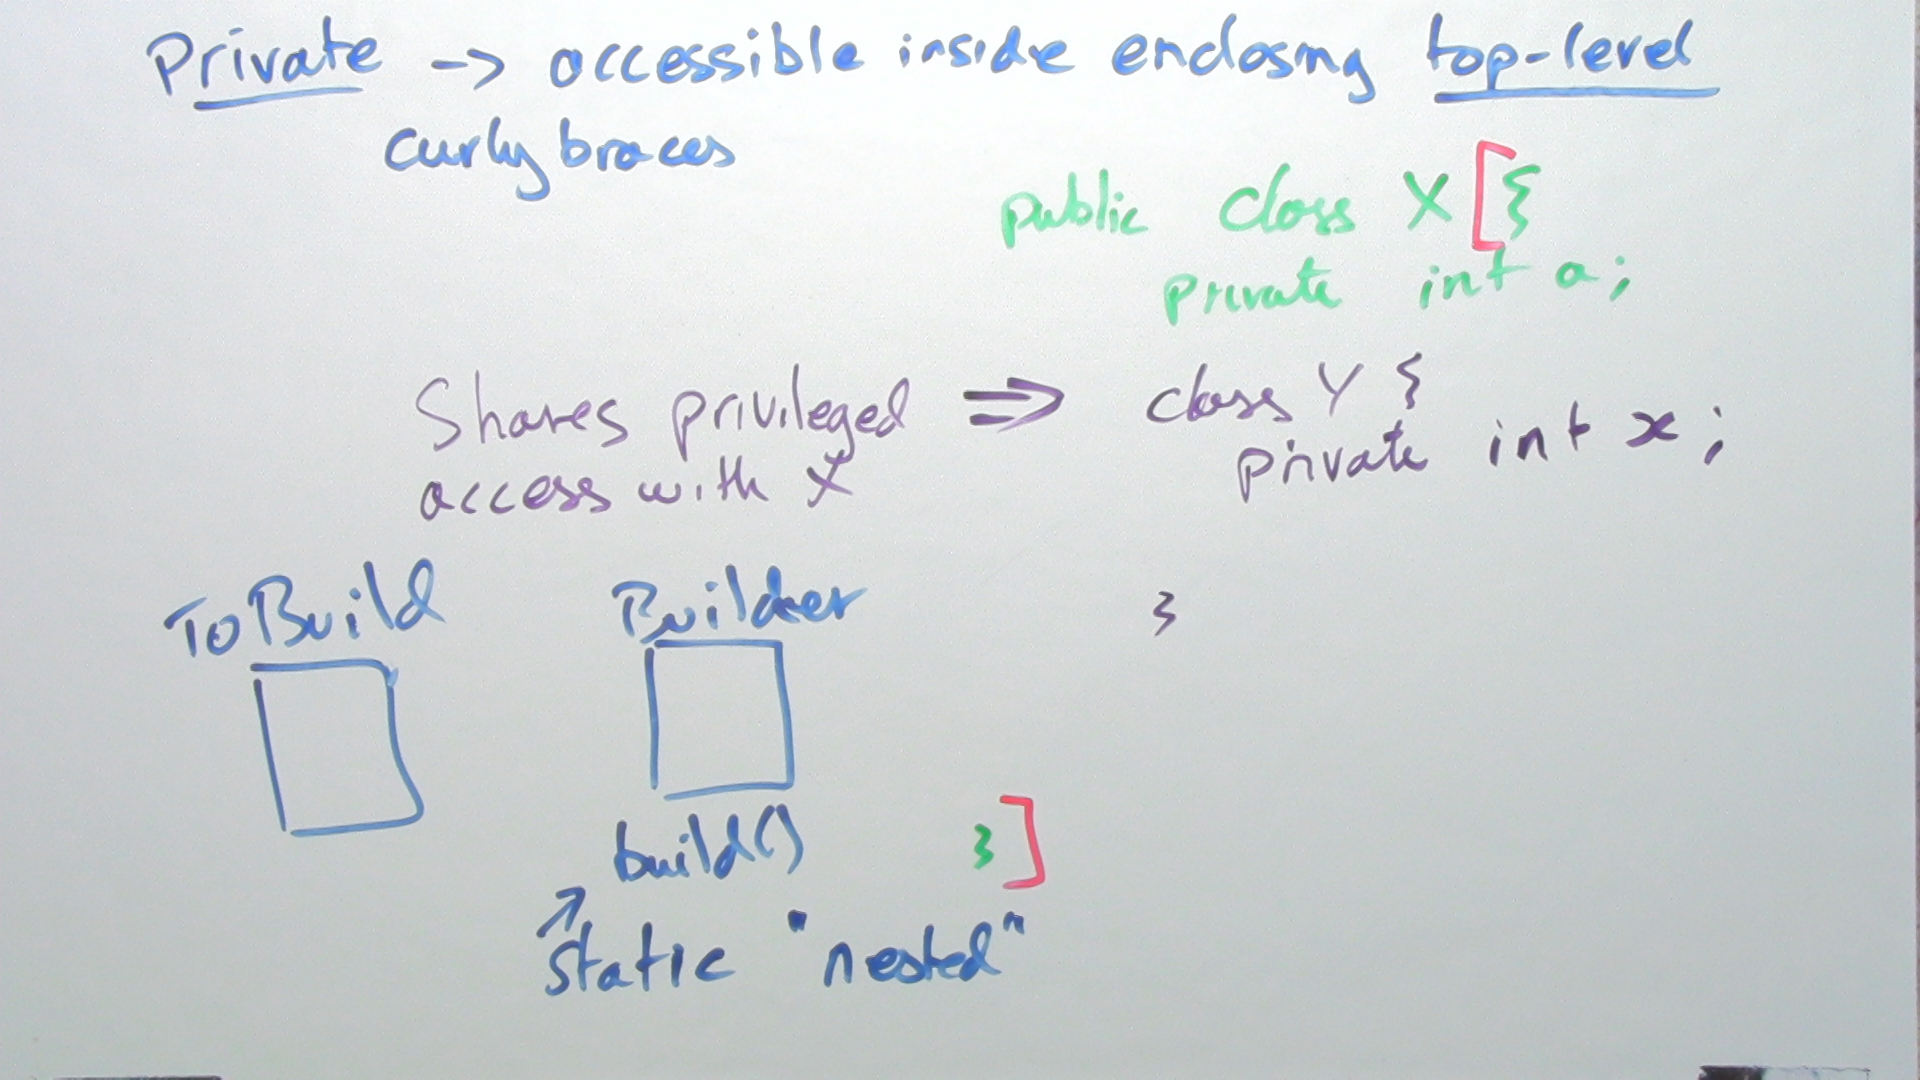 Private -> accessible inside enclosing top-level
curly braces
public class X [{
private int a;
Shares privileged => class Y {
access with X
private int x;
ToBuild Builder
}
build() }]
static "nested"